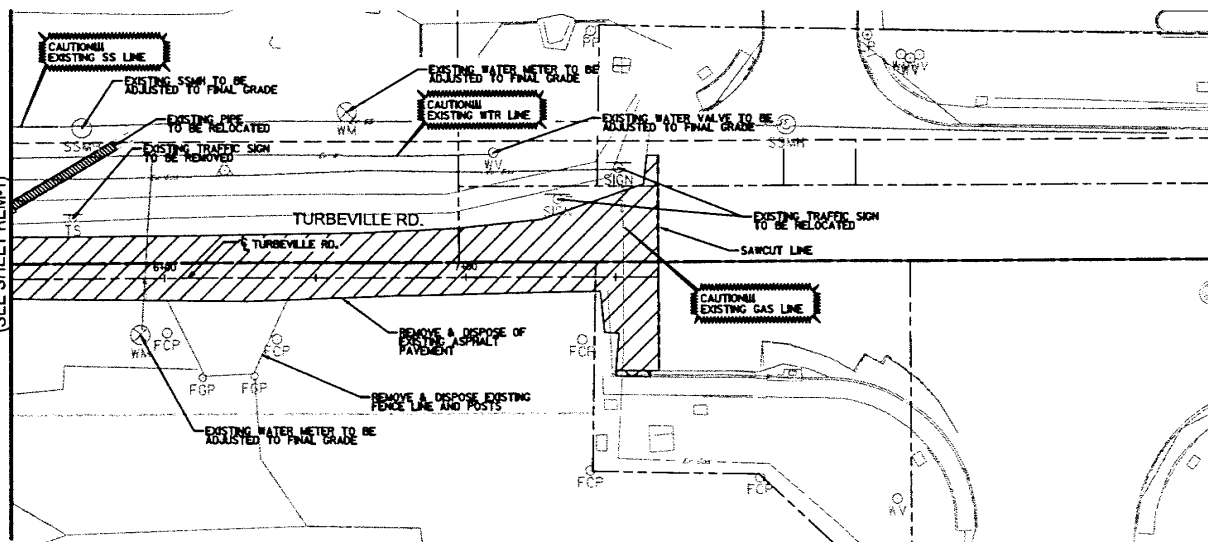 CAUTION!!!
EXISTING SS LINE
EXISTING SSMH TO BE
ADJUSTED TO FINAL GRADE
EXISTING PIPE
TO BE RELOCATED
EXISTING TRAFFIC SIGN
TO BE REMOVED
SSMH
TS
EXISTING WATER METER TO BE
ADJUSTED TO FINAL GRADE
WM
CAUTION!!!
EXISTING WTR LINE
PP
EXISTING WATER VALVE TO BE
ADJUSTED TO FINAL GRADE
WV
SSMH
SIGN
SIGN
EXISTING TRAFFIC SIGN
TO BE RELOCATED
SAWCUT LINE
TURBEVILLE RD.
TURBEVILLE RD.
6+00
7+00
CAUTION!!!
EXISTING GAS LINE
REMOVE & DISPOSE OF
EXISTING ASPHALT
PAVEMENT
WM
FCP
FCP
FCP
FGP
FGP
REMOVE & DISPOSE EXISTING
FENCE LINE AND POSTS
EXISTING WATER METER TO BE
ADJUSTED TO FINAL GRADE
FCP
FCP
WV